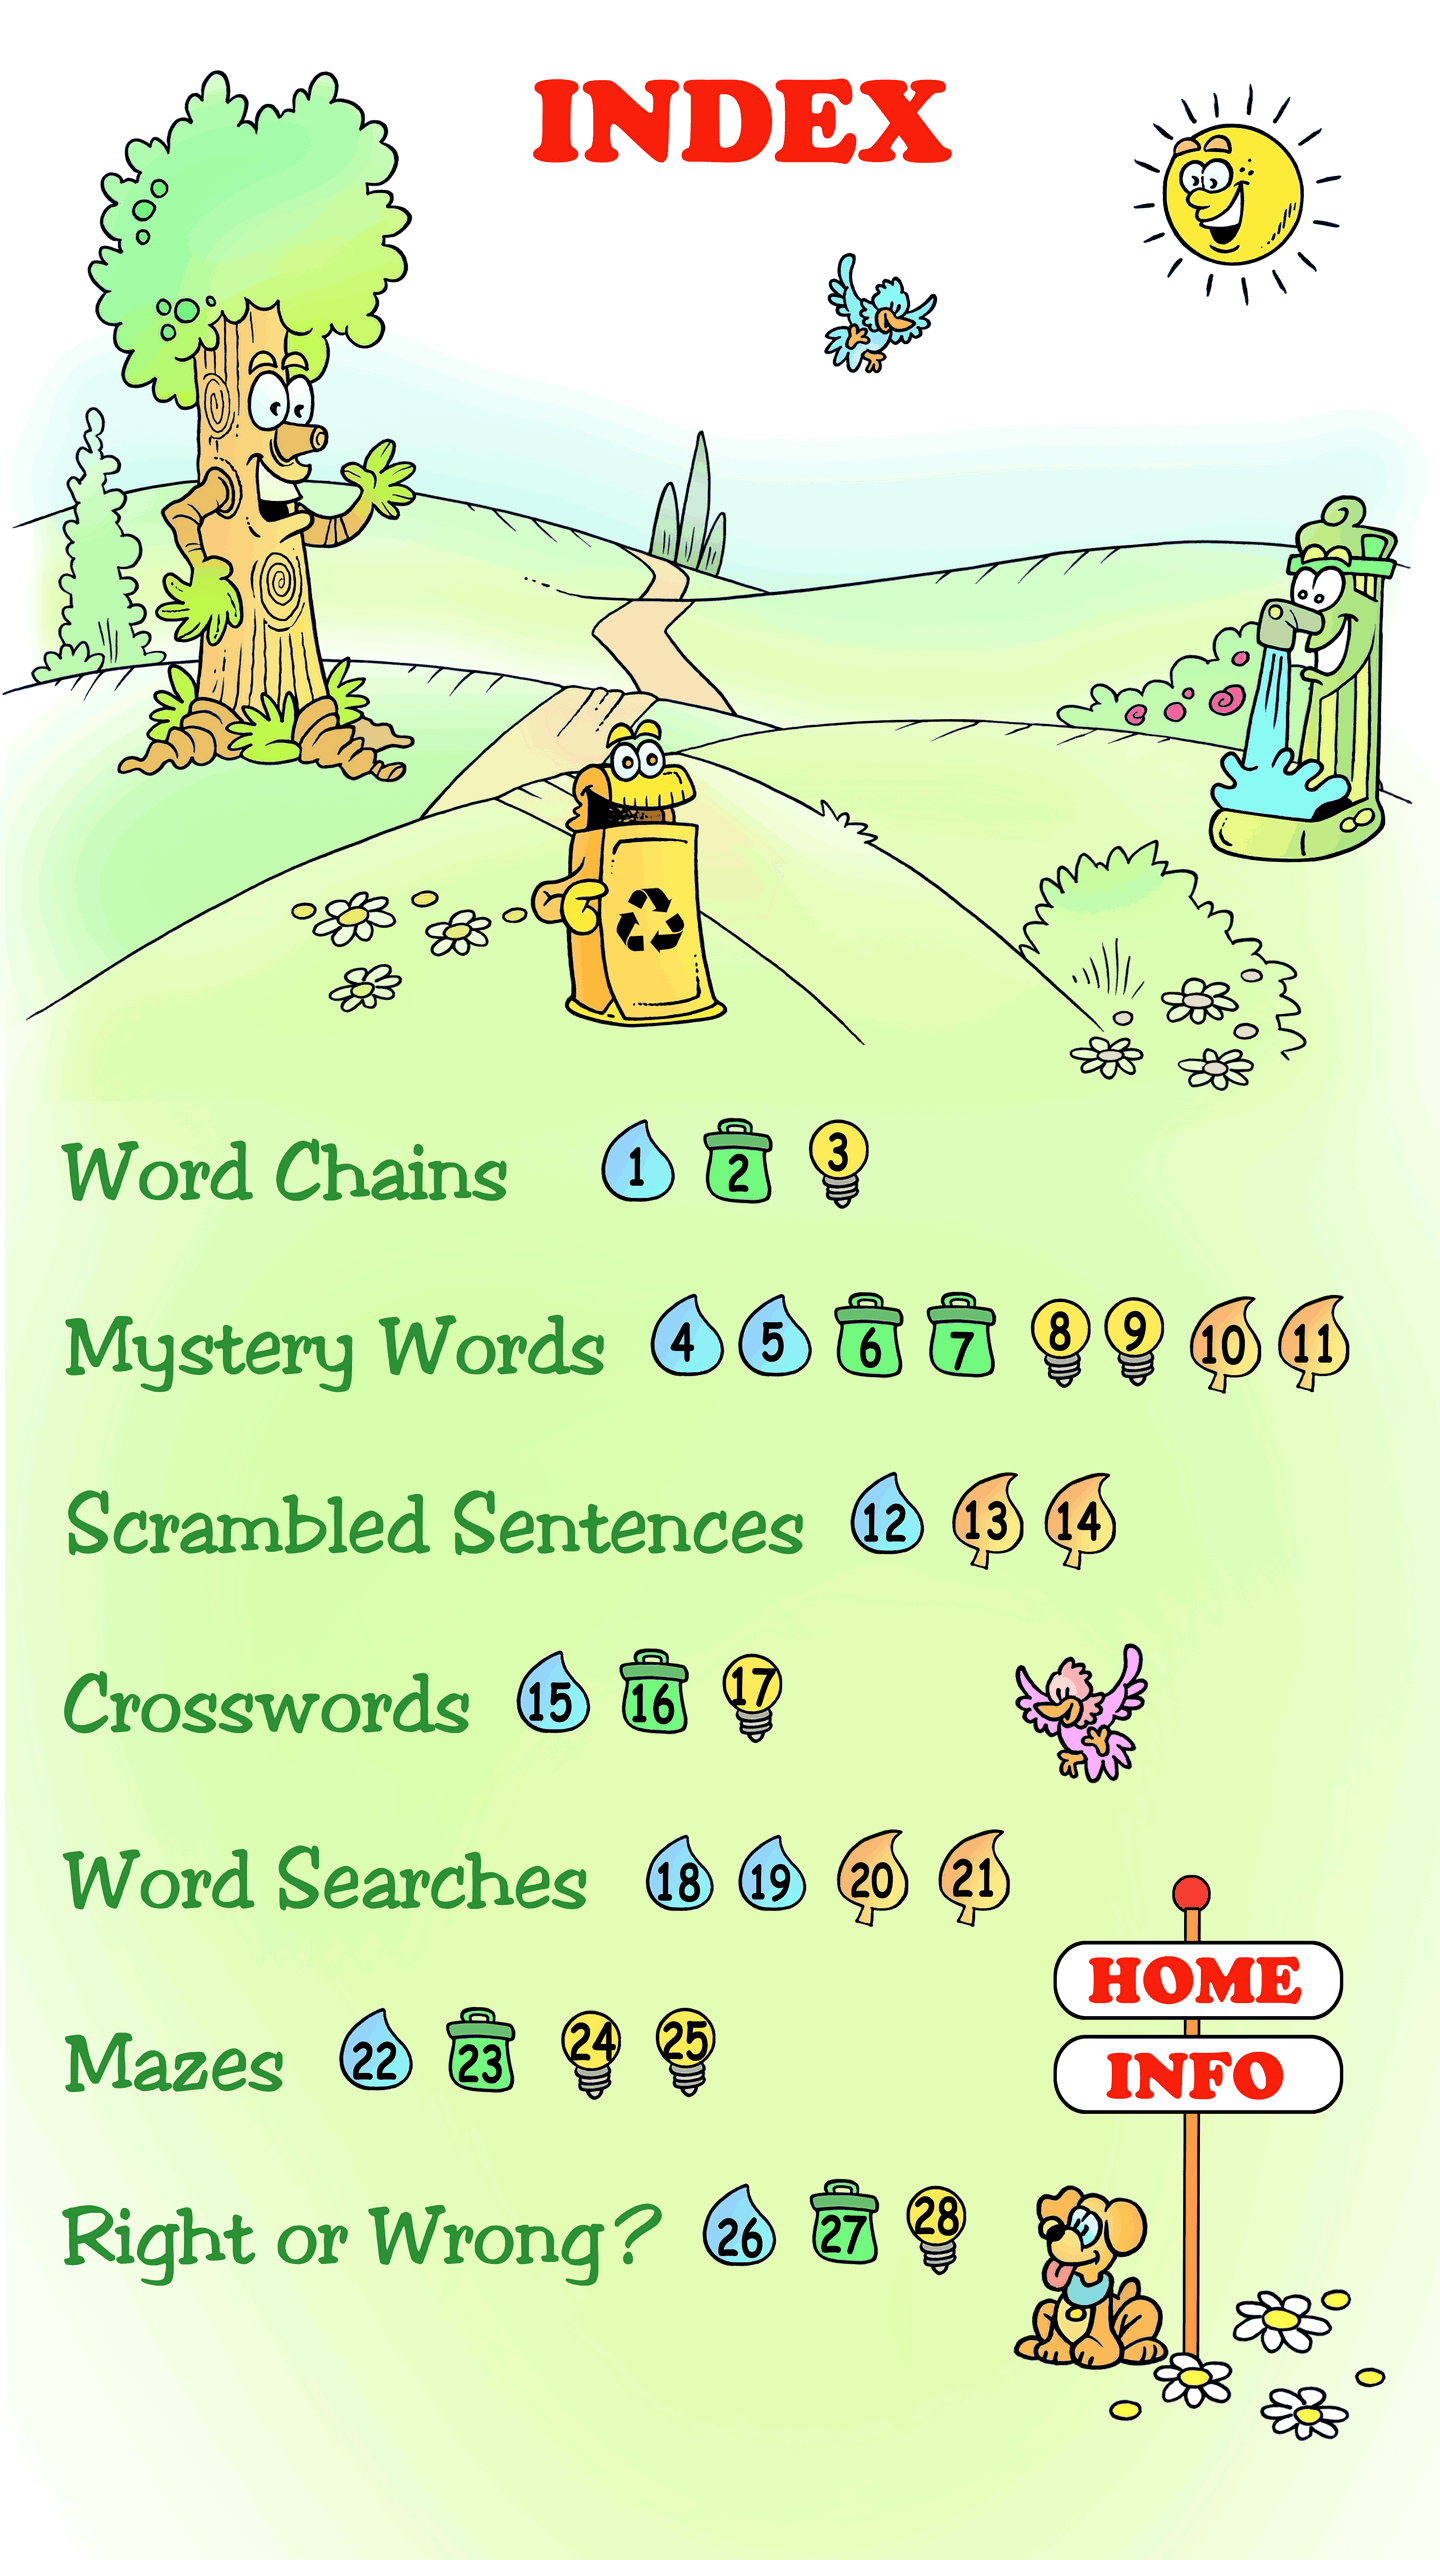 INDEX
Word Chains 1 2 3
Mystery Words 4 5 6 7 8 9 10 11
Scrambled Sentences 12 13 14
Crosswords 15 16 17
Word Searches 18 19 20 21
HOME
Mazes 22 23 24 25
INFO
Right or Wrong? 26 27 28